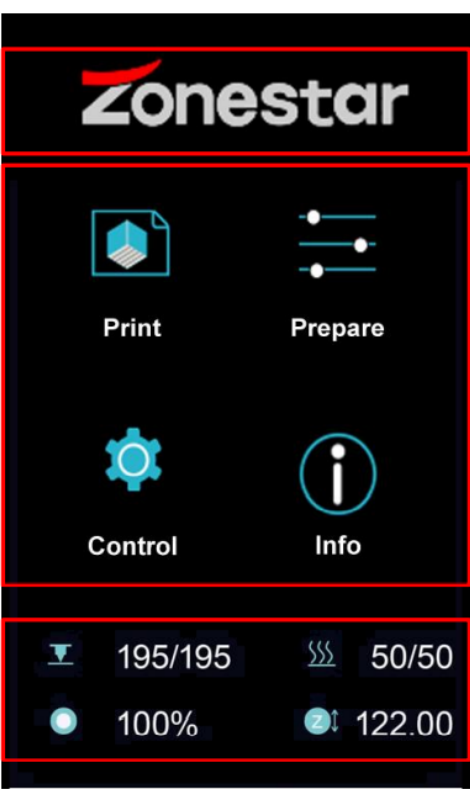 Zonestar
Print Prepare
Control Info
195/195 50/50
100% Z 122.00